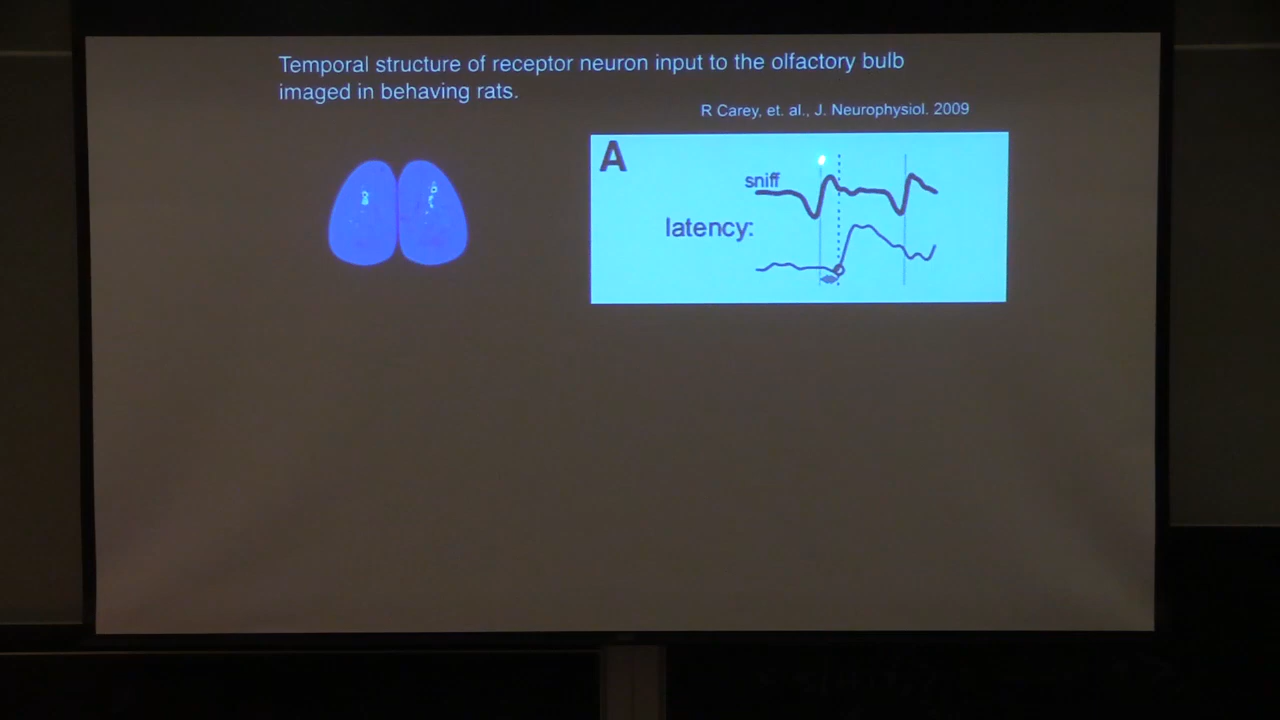 Temporal structure of receptor neuron input to the olfactory bulb
imaged in behaving rats.
R Carey, et. al., J. Neurophysiol. 2009
A
sniff
latency: